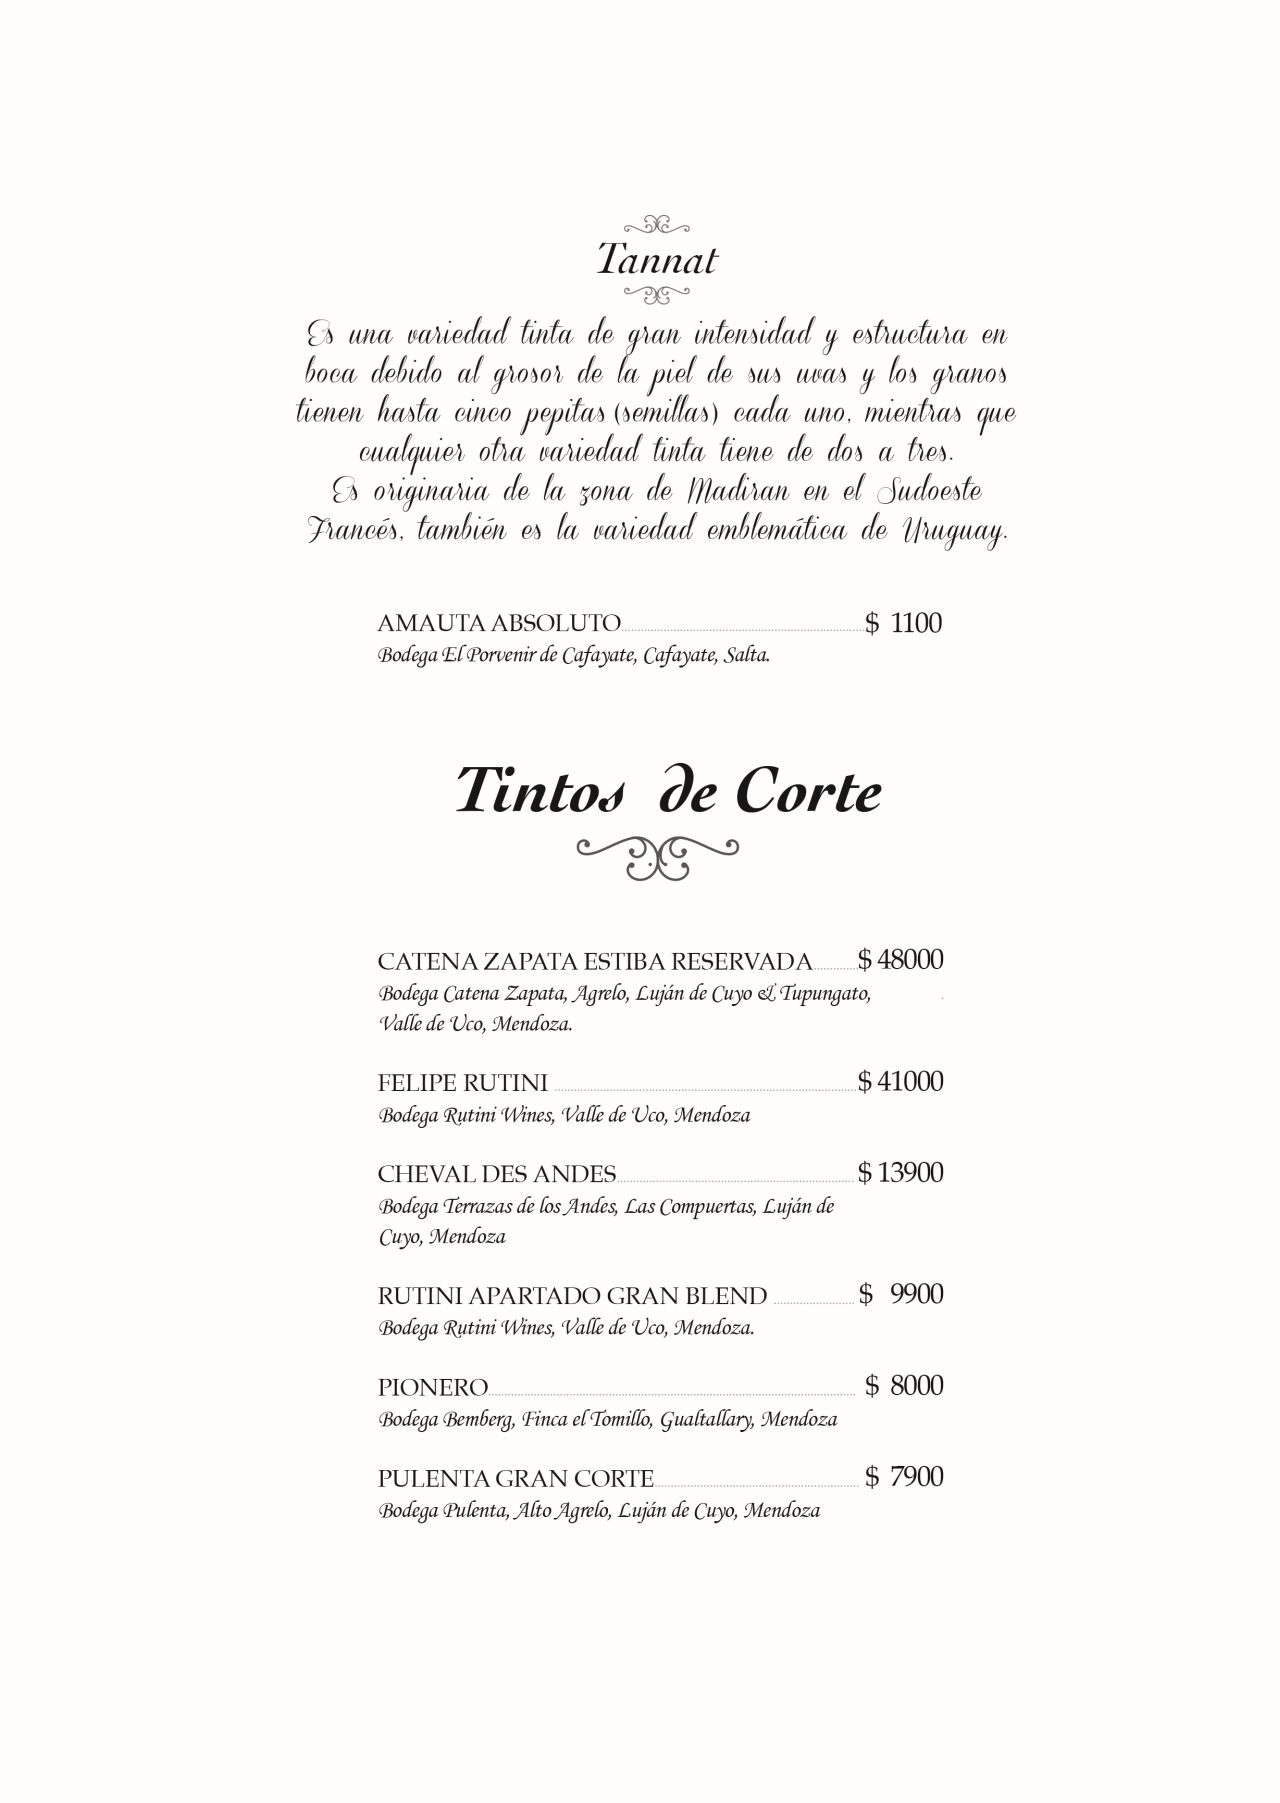 Tannat
Es una variedad tinta de gran intensidad y estructura en
boca debido al grosor de la piel de sus uvas y los granos
tienen hasta cinco pepitas (semillas) cada uno, mientras que
cualquier otra variedad tinta tiene de dos a tres.
Es originaria de la zona de Madiran en el Sudoeste
Francés, también es la variedad emblemática de Uruguay.
AMAUTA ABSOLUTO $ 1100
Bodega El Porvenir de Cafayate, Cafayate, Salta.
Tintos de Corte
CATENA ZAPATA ESTIBA RESERVADA $ 48000
Bodega Catena Zapata, Agrelo, Luján de Cuyo & Tupungato,
Valle de Uco, Mendoza.
FELIPE RUTINI $ 41000
Bodega Rutini Wines, Valle de Uco, Mendoza
CHEVAL DES ANDES $ 13900
Bodega Terrazas de los Andes, Las Compuertas, Luján de
Cuyo, Mendoza
RUTINI APARTADO GRAN BLEND $ 9900
Bodega Rutini Wines, Valle de Uco, Mendoza.
PIONERO $ 8000
Bodega Bemberg, Finca el Tomillo, Gualtallary, Mendoza
PULENTA GRAN CORTE $ 7900
Bodega Pulenta, Alto Agrelo, Luján de Cuyo, Mendoza